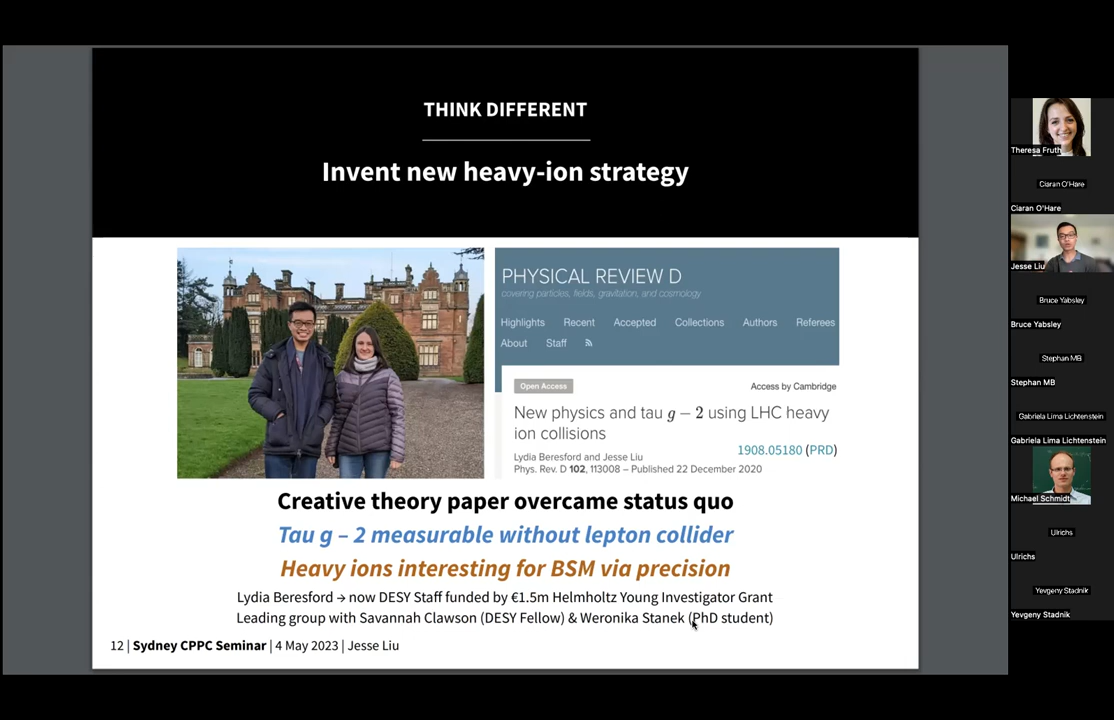 THINK DIFFERENT
Invent new heavy-ion strategy
PHYSICAL REVIEW D
covering particles, fields, gravitation, and cosmology
Highlights Recent Accepted Collections Authors Referees
About Staff
Open Access
Access by Cambridge
New physics and tau g − 2 using LHC heavy
ion collisions
1908.05180 (PRD)
Lydia Beresford and Jesse Liu
Phys. Rev. D 102, 113008 – Published 22 December 2020
Creative theory paper overcame status quo
Tau g – 2 measurable without lepton collider
Heavy ions interesting for BSM via precision
Lydia Beresford → now DESY Staff funded by €1.5m Helmholtz Young Investigator Grant
Leading group with Savannah Clawson (DESY Fellow) & Weronika Stanek (PhD student)
12 | Sydney CPPC Seminar | 4 May 2023 | Jesse Liu
Theresa Fruth
Ciaran O'Hare
Ciaran O'Hare
Jesse Liu
Bruce Yabsley
Bruce Yabsley
Stephan MB
Stephan MB
Gabriela Lima Lichtenstein
Gabriela Lima Lichtenstein
Michael Schmidt
Ulrichs
Ulrichs
Yevgeny Stadnik
Yevgeny Stadnik